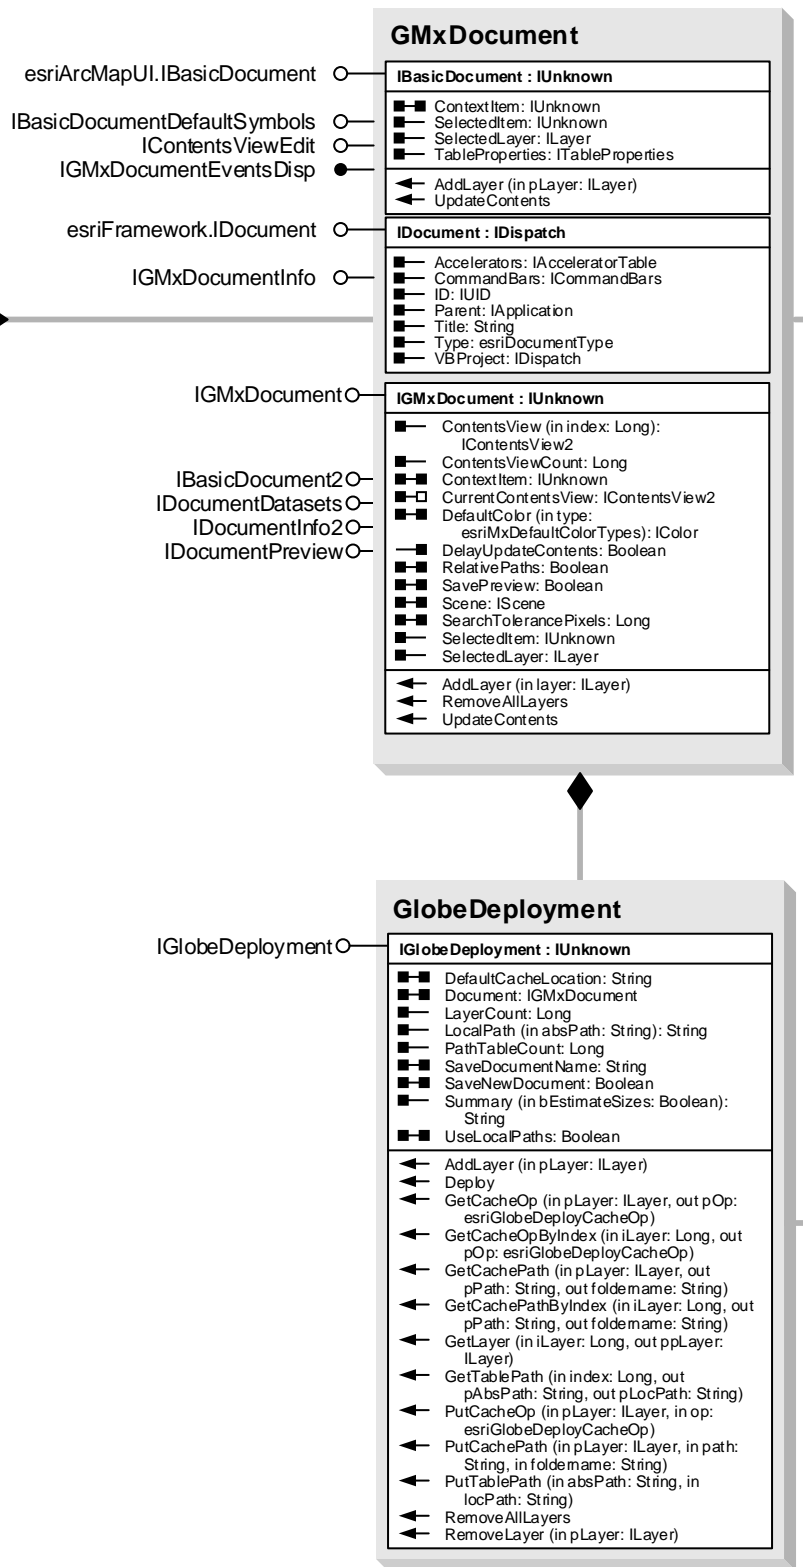 GMxDocument
esriArcMapUI.IBasicDocument
IBasicDocument : IUnknown
IBasicDocumentDefaultSymbols
IContentsViewEdit
IGMxDocumentEventsDisp
ContextItem: IUnknown
SelectedItem: IUnknown
SelectedLayer: ILayer
TableProperties: ITableProperties
AddLayer (in pLayer: ILayer)
UpdateContents
esriFramework.IDocument
IDocument : IDispatch
IGMxDocumentInfo
Accelerators: IAcceleratorTable
CommandBars: ICommandBars
ID: IUID
Parent: IApplication
Title: String
Type: esriDocumentType
VBProject: IDispatch
IGMxDocument
IGMxDocument : IUnknown
IBasicDocument2
IDocumentDatasets
IDocumentInfo2
IDocumentPreview
ContentsView (in index: Long):
IContentsView2
ContentsViewCount: Long
ContextItem: IUnknown
CurrentContentsView: IContentsView2
DefaultColor (in type:
esriMxDefaultColorTypes): IColor
DelayUpdateContents: Boolean
RelativePaths: Boolean
SavePreview: Boolean
Scene: IScene
SearchTolerancePixels: Long
SelectedItem: IUnknown
SelectedLayer: ILayer
AddLayer (in layer: ILayer)
RemoveAllLayers
UpdateContents
GlobeDeployment
IGlobeDeployment
IGlobeDeployment : IUnknown
DefaultCacheLocation: String
Document: IGMxDocument
LayerCount: Long
LocalPath (in absPath: String): String
PathTableCount: Long
SaveDocumentName: String
SaveNewDocument: Boolean
Summary (in bEstimateSizes: Boolean):
String
UseLocalPaths: Boolean
AddLayer (in pLayer: ILayer)
Deploy
GetCacheOp (in pLayer: ILayer, out pOp:
esriGlobeDeployCacheOp)
GetCacheOpByIndex (in iLayer: Long, out
pOp: esriGlobeDeployCacheOp)
GetCachePath (in pLayer: ILayer, out
pPath: String, out foldername: String)
GetCachePathByIndex (in iLayer: Long, out
pPath: String, out foldername: String)
GetLayer (in iLayer: Long, out ppLayer:
ILayer)
GetTablePath (in index: Long, out
pAbsPath: String, out pLocPath: String)
PutCacheOp (in pLayer: ILayer, in op:
esriGlobeDeployCacheOp)
PutCachePath (in pLayer: ILayer, in path:
String, in foldername: String)
PutTablePath (in absPath: String, in
locPath: String)
RemoveAllLayers
RemoveLayer (in pLayer: ILayer)